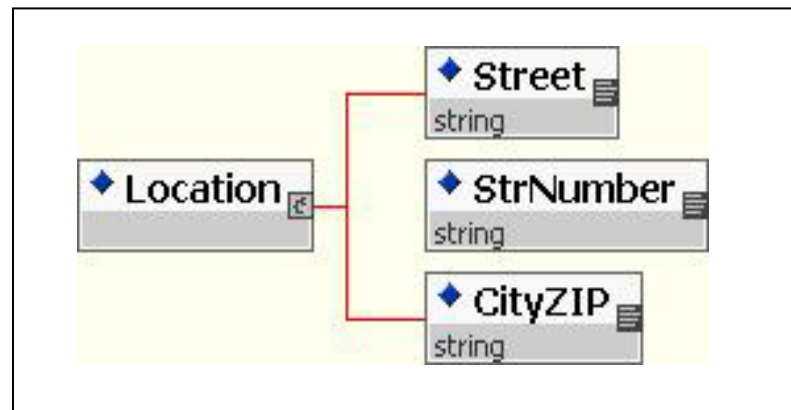 Street
string
Location
StrNumber
string
CityZIP
string